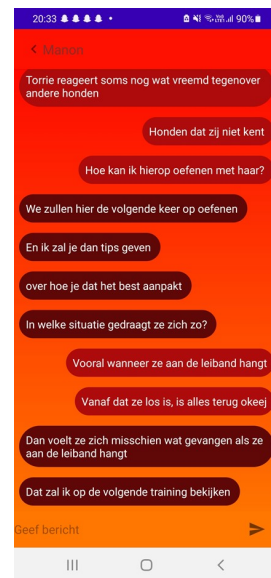 20:33 90%
Manon
Torrie reageert soms nog wat vreemd tegenover
andere honden
Honden dat zij niet kent
Hoe kan ik hierop oefenen met haar?
We zullen hier de volgende keer op oefenen
En ik zal je dan tips geven
over hoe je dat het best aanpakt
In welke situatie gedraagt ze zich zo?
Vooral wanneer ze aan de leiband hangt
Vanaf dat ze los is, is alles terug okeej
Dan voelt ze zich misschien wat gevangen als ze
aan de leiband hangt
Dat zal ik op de volgende training bekijken
Geef bericht